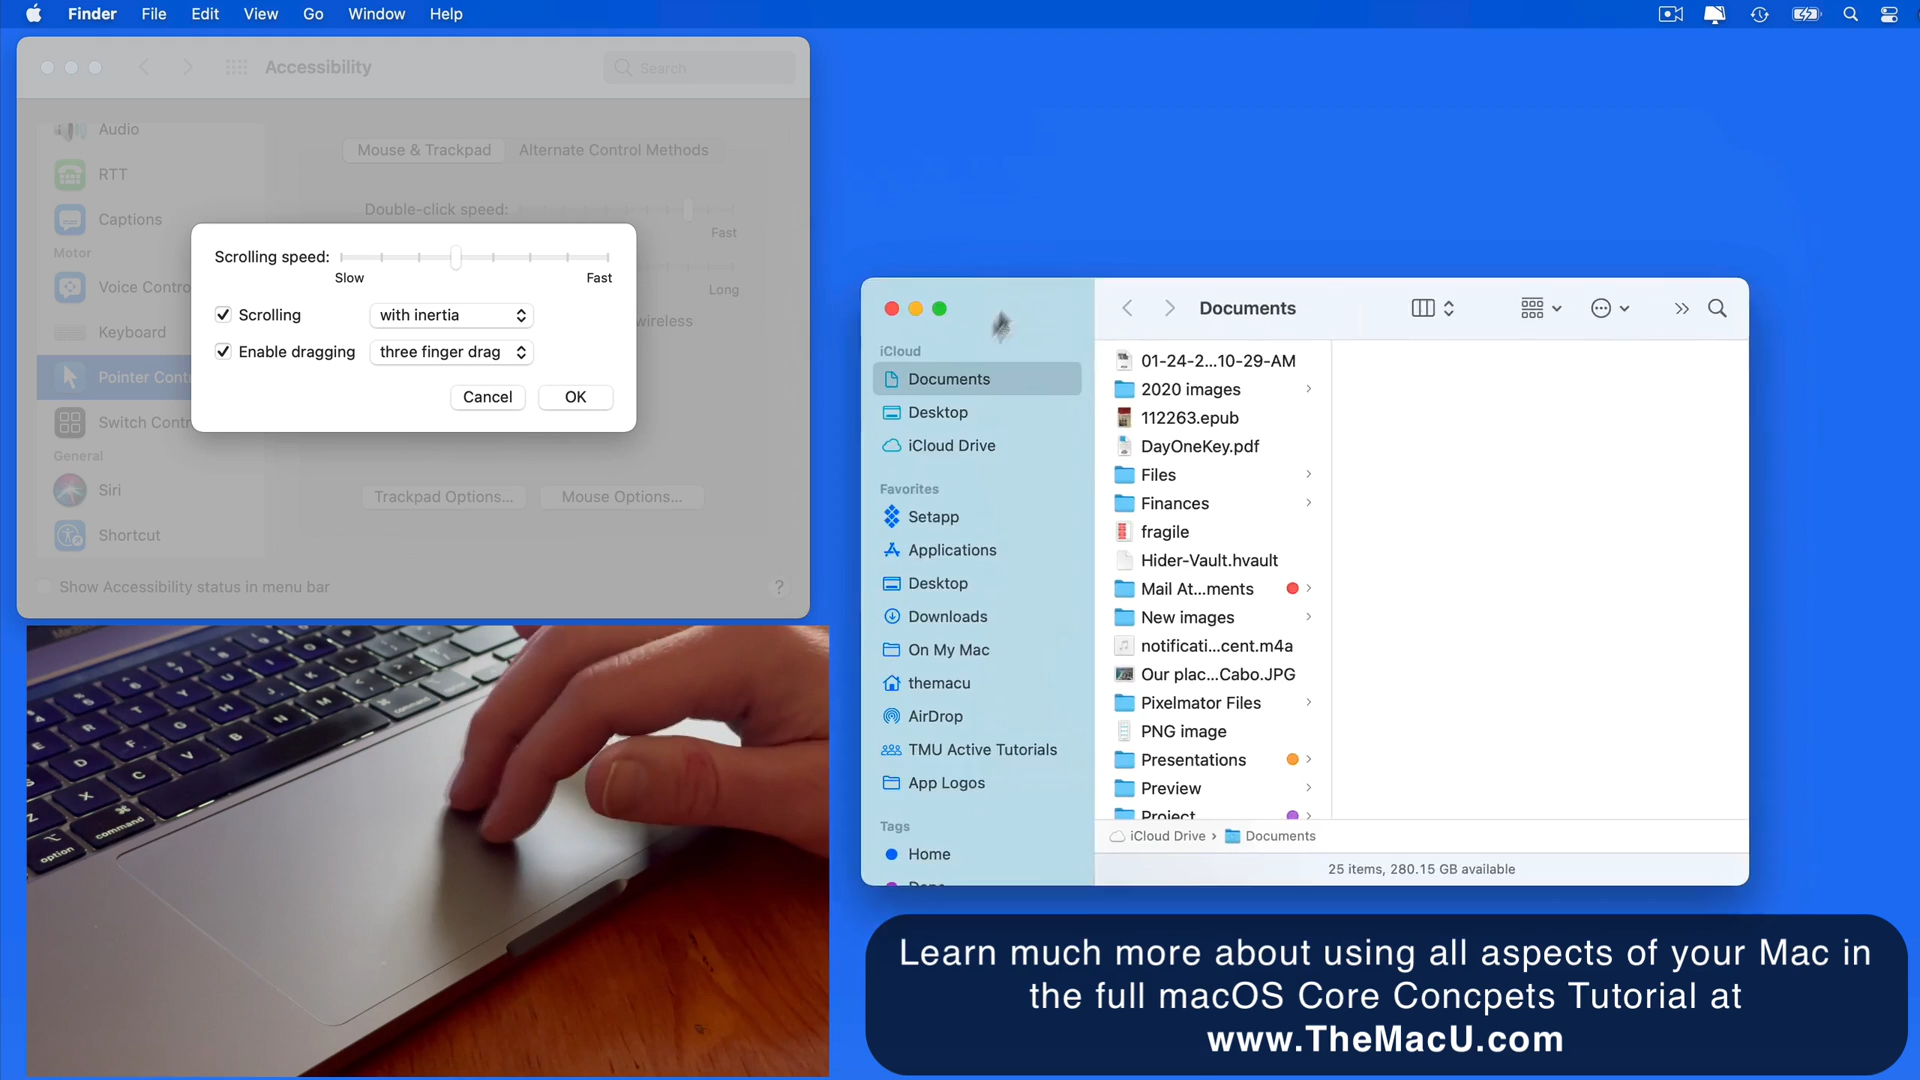 Finder File Edit View Go Window Help
Accessibility
Search
Audio
RTT
Captions
Motor
Voice Contro
Keyboard
Pointer Cont
Switch Contr
General
Siri
Shortcut
Show Accessibility status in menu bar
?
Mouse & Trackpad
Alternate Control Methods
Double-click speed:
Fast
Long
wireless
Trackpad Options...
Mouse Options...
Scrolling speed:
Slow
Fast
Scrolling
with inertia
Enable dragging
three finger drag
Cancel
OK
Documents
iCloud
Documents
Desktop
iCloud Drive
Favorites
Setapp
Applications
Desktop
Downloads
On My Mac
themacu
AirDrop
TMU Active Tutorials
App Logos
Tags
Home
01-24-2...10-29-AM
2020 images
112263.epub
DayOneKey.pdf
Files
Finances
fragile
Hider-Vault.hvault
Mail At...ments
New images
notificati...cent.m4a
Our plac...Cabo.JPG
Pixelmator Files
PNG image
Presentations
Preview
Project
iCloud Drive › Documents
25 items, 280.15 GB available
command
option
command
Learn much more about using all aspects of your Mac in
the full macOS Core Concpets Tutorial at
www.TheMacU.com